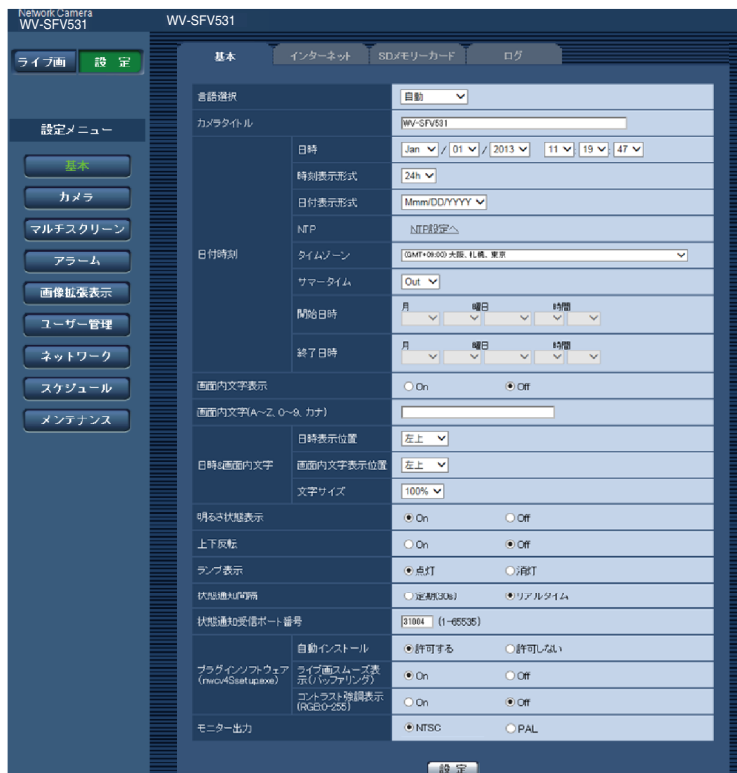 Network Camera
WV-SFV531
WV-SFV531
ライブ画 設 定
基本 インターネット SDメモリーカード ログ
設定メニュー
基本
カメラ
マルチスクリーン
アラーム
画像拡張表示
ユーザー管理
ネットワーク
スケジュール
メンテナンス
言語選択 自動
カメラタイトル WV-SFV531
日付時刻
日時 Jan / 01 / 2013 11 : 19 : 47
時刻表示形式 24h
日付表示形式 Mmm/DD/YYYY
NTP NTP設定へ
タイムゾーン (GMT+09:00) 大阪、札幌、東京
サマータイム Out
開始日時 月 曜日 時間
終了日時 月 曜日 時間
画面内文字表示 On Off
画面内文字(A～Z, 0～9, カナ)
日時&画面内文字
日時表示位置 左上
画面内文字表示位置 左上
文字サイズ 100%
明るさ状態表示 On Off
上下反転 On Off
ランプ表示 点灯 消灯
状態通知間隔 定期(30s) リアルタイム
状態通知受信ポート番号 31004 (1-65535)
プラグインソフトウェア
(nwcv4Ssetup.exe)
自動インストール 許可する 許可しない
ライブ画スムーズ表
示(バッファリング) On Off
コントラスト強調表示
(RGB:0-255) On Off
モニター出力 NTSC PAL
設 定